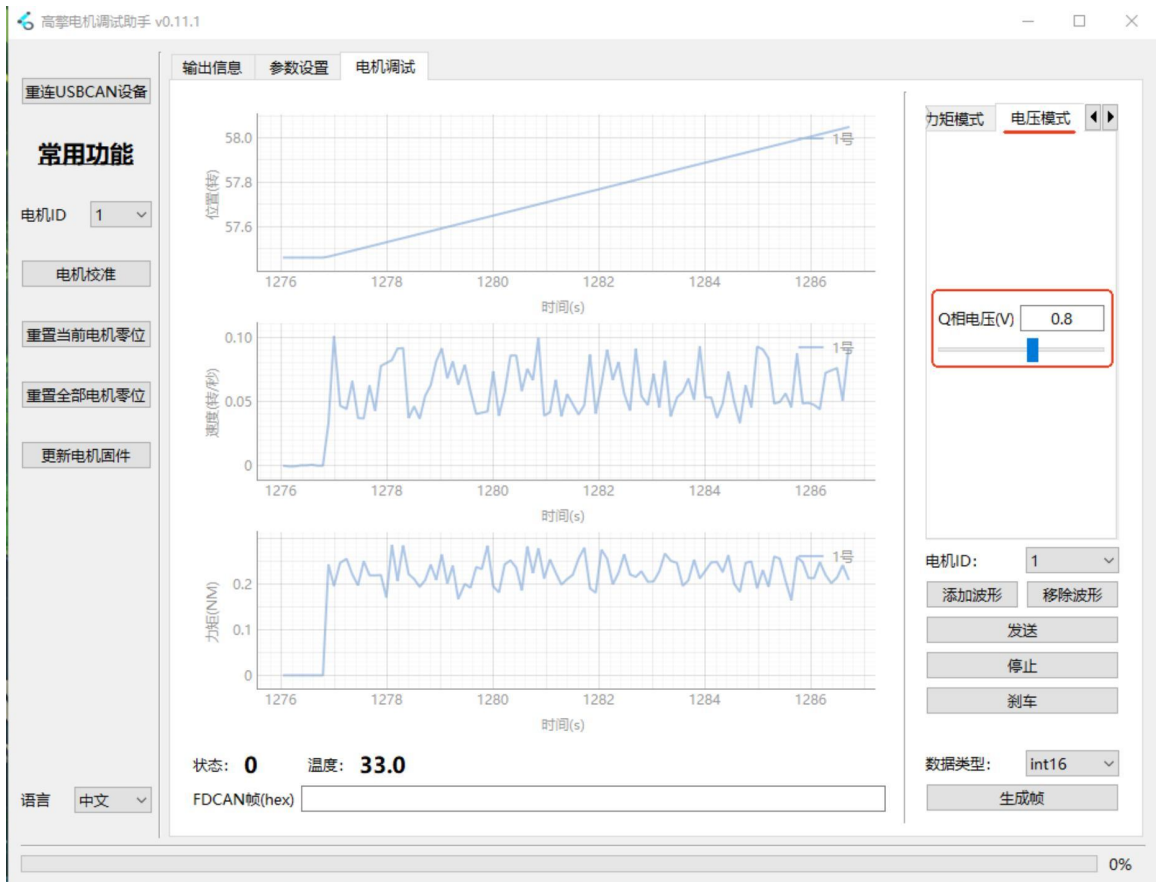 高擎电机调试助手 v0.11.1
重连USBCAN设备
常用功能
电机ID 1
电机校准
重置当前电机零位
重置全部电机零位
更新电机固件
语言 中文
输出信息 参数设置 电机调试
58.0
57.8
57.6
位置(转)
1号
1276 1278 1280 1282 1284 1286
时间(s)
0.10
0.05
0
速度(转/秒)
1号
1276 1278 1280 1282 1284 1286
时间(s)
0.2
0.1
0
力矩(NM)
1号
1276 1278 1280 1282 1284 1286
时间(s)
状态: 0 温度: 33.0
FDCAN帧(hex)
力矩模式 电压模式
Q相电压(V) 0.8
电机ID: 1
添加波形 移除波形
发送
停止
刹车
数据类型: int16
生成帧
0%